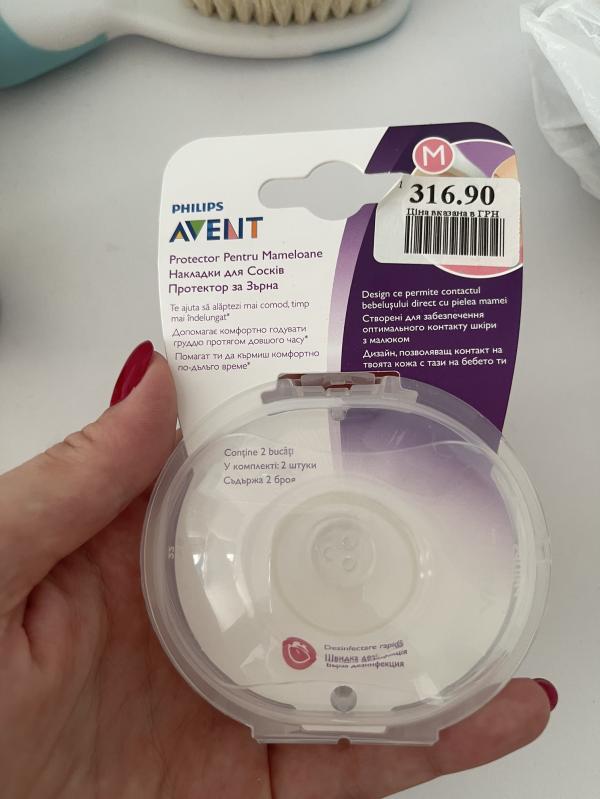 M
316.90
Ціна вказана в ГРН
PHILIPS
AVENT
Protector Pentru Mameloane
Накладки для Сосків
Протектор за Зърна
Te ajuta să alăptezi mai comod, timp
mai îndelungat*
Допомагає комфортно годувати
груддю протягом довшого часу*
Помагат ти да кърмиш комфортно
по-дълго време*
Design ce permite contactul
bebelușului direct cu pielea mamei
Створені для забезпечення
оптимального контакту шкіри
з малюком
Дизайн, позволяващ контакт на
твоята кожа с тази на бебето ти
Conține 2 bucăți
У комплекті: 2 штуки
Съдържа 2 броя
Dezinfectare rapidă
Швидка дезінфекція
Бърза дезинфекция